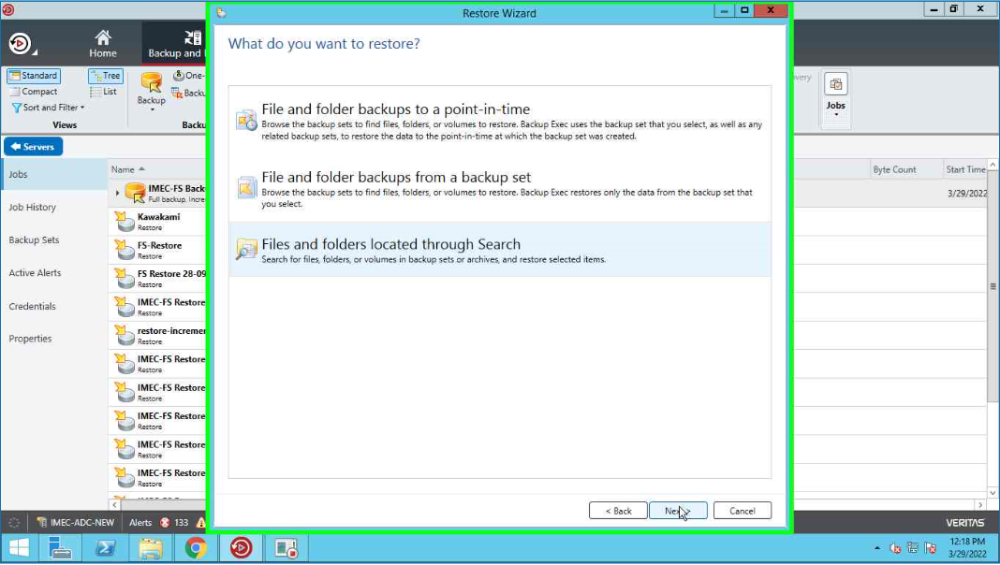 Restore Wizard
Home
Backup and
Standard
Tree
One-
Compact
List
Backup
Backu
Sort and Filter
Views
Backu
overy
Jobs
Servers
What do you want to restore?
File and folder backups to a point-in-time
Browse the backup sets to find files, folders, or volumes to restore. Backup Exec uses the backup set that you select, as well as any
related backup sets, to restore the data to the point-in-time at which the backup set was created.
File and folder backups from a backup set
Browse the backup sets to find files, folders, or volumes to restore. Backup Exec restores only the data from the backup set that
you select.
Files and folders located through Search
Search for files, folders, or volumes in backup sets or archives, and restore selected items.
< Back
Next >
Cancel
Jobs
Job History
Backup Sets
Active Alerts
Credentials
Properties
Name
Byte Count
Start Time
IMEC-FS Back
Full backup, Incre
3/29/2022
Kawakami
Restore
FS-Restore
Restore
FS Restore 28-09
Restore
IMEC-FS Restore
Restore
restore-incremen
Restore
IMEC-FS Restore
Restore
IMEC-FS Restore
Restore
IMEC-FS Restore
Restore
IMEC-FS Restore
Restore
IMEC-FS Restore
Restore
IMEC-ADC-NEW
Alerts
133
VERITAS
12:18 PM
3/29/2022